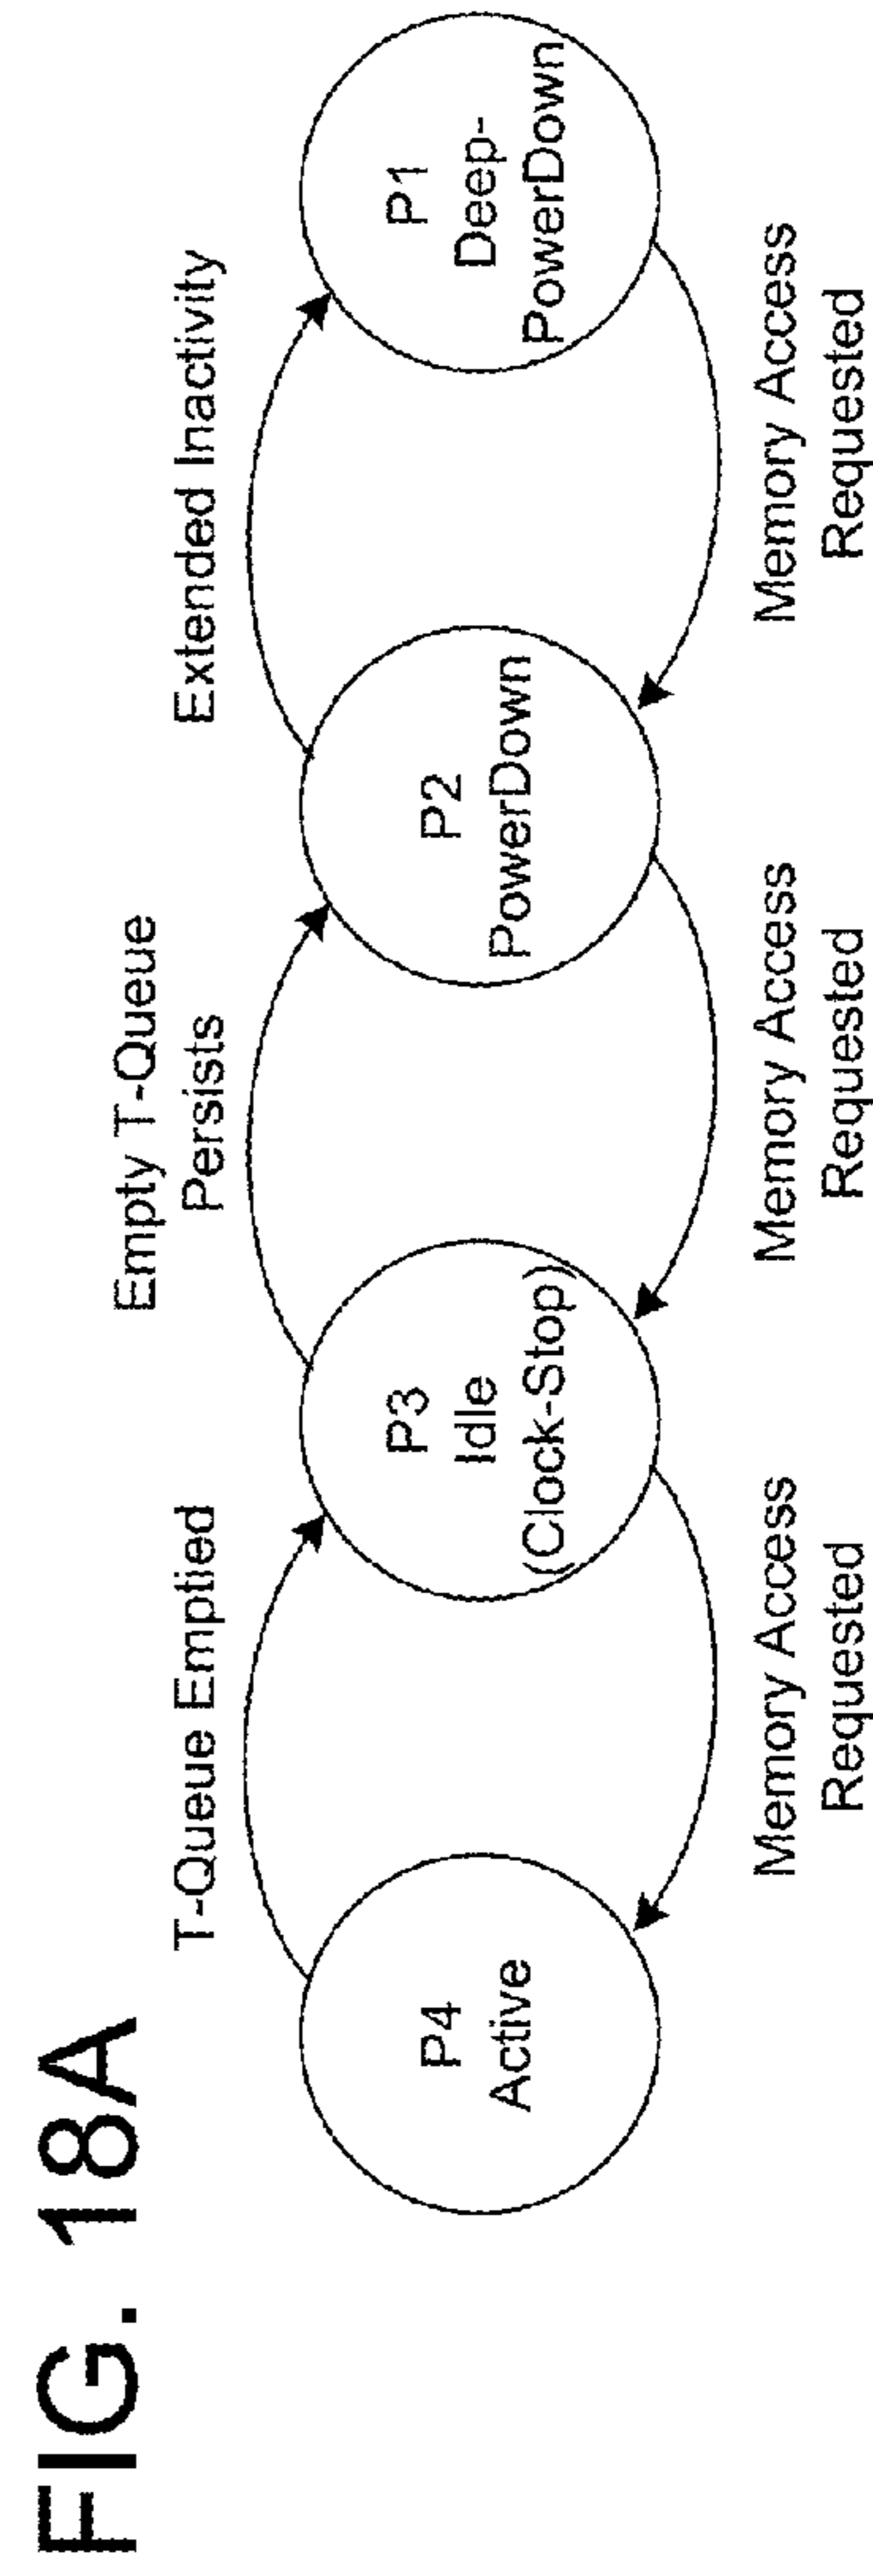 FIG. 18A
T-Queue Emptied
Empty T-Queue
Persists
Extended Inactivity
P4
Active
P3
Idle
(Clock-Stop)
P2
PowerDown
P1
Deep-
PowerDown
Memory Access
Requested
Memory Access
Requested
Memory Access
Requested